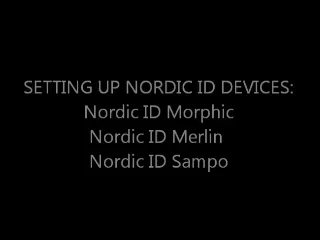 SETTING UP NORDIC ID DEVICES:
Nordic ID Morphic
Nordic ID Merlin
Nordic ID Sampo